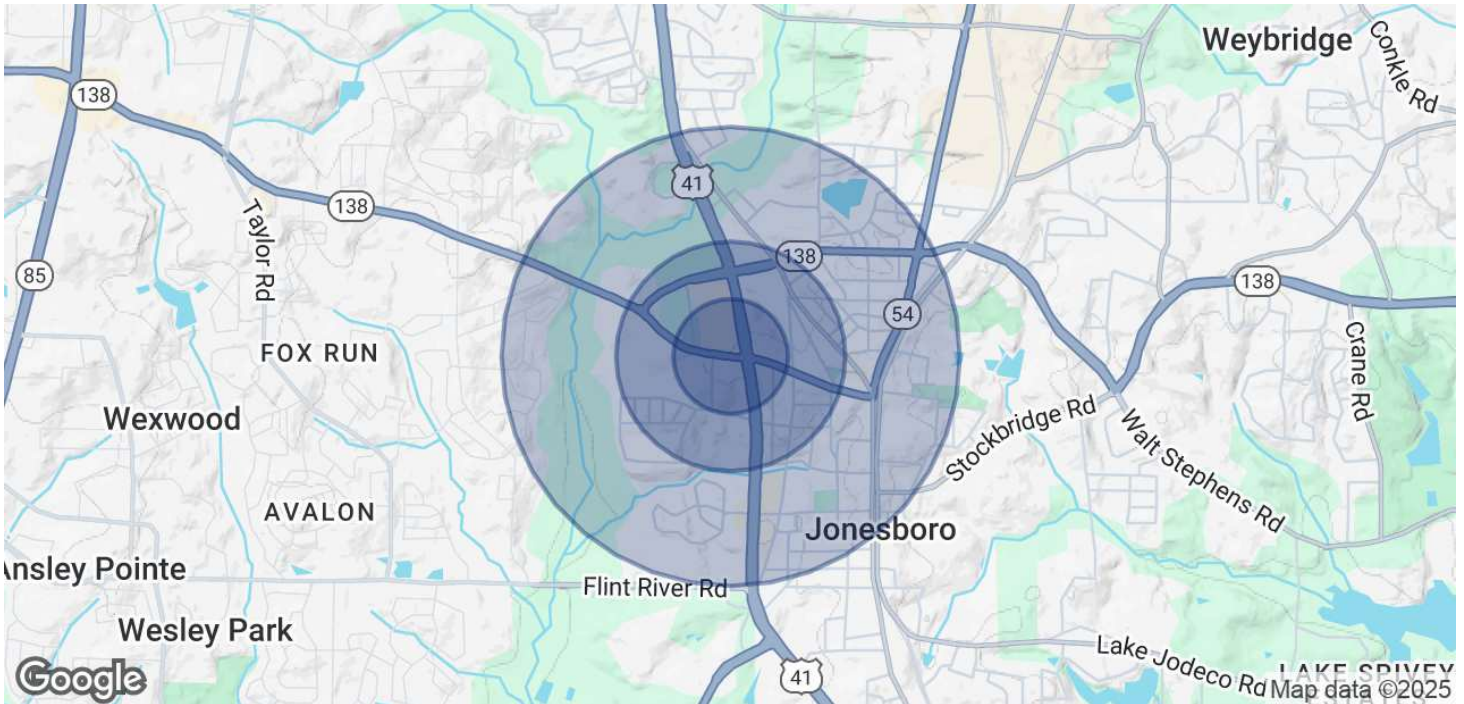 Weybridge
Conkle Rd
138
41
138
Taylor Rd
138
85
138
54
FOX RUN
Crane Rd
Wexwood
Stockbridge Rd
Walt Stephens Rd
AVALON
Jonesboro
Ansley Pointe
Flint River Rd
Wesley Park
Lake Jodeco Rd
LAKE SPIVEY
ESTATES
41
Google
Map data ©2025